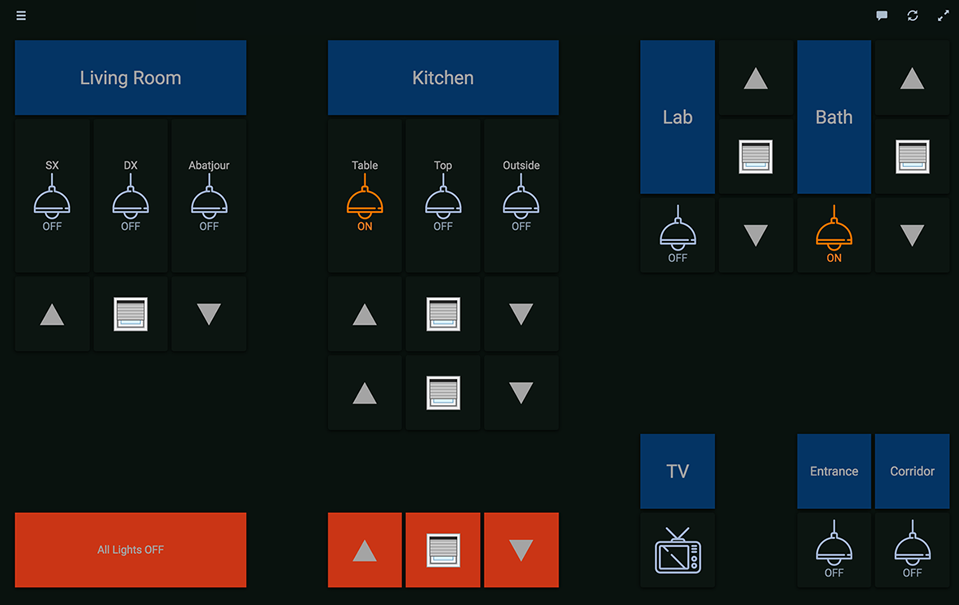 Living Room
SX
OFF
DX
OFF
Abatjour
OFF
Kitchen
Table
ON
Top
OFF
Outside
OFF
Lab
OFF
Bath
ON
All Lights OFF
TV
Entrance
OFF
Corridor
OFF